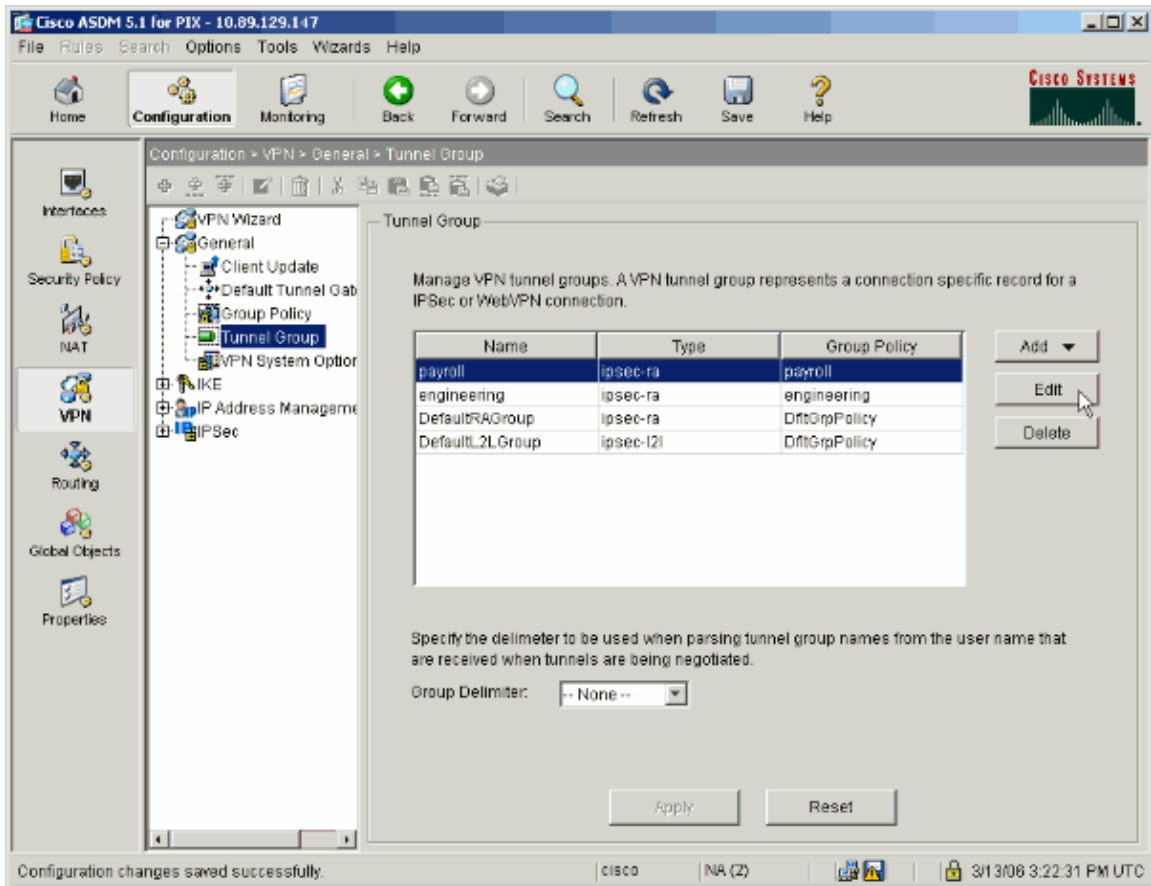 Cisco ASDM 5.1 for PIX - 10.89.129.147
File Rules Search Options Tools Wizards Help
Home Configuration Monitoring Back Forward Search Refresh Save Help
CISCO SYSTEMS
Configuration > VPN > General > Tunnel Group
Interfaces
Security Policy
NAT
VPN
Routing
Global Objects
Properties
VPN Wizard
General
Client Update
Default Tunnel Gat
Group Policy
Tunnel Group
VPN System Option
IKE
IP Address Manageme
IPSec
Tunnel Group
Manage VPN tunnel groups. A VPN tunnel group represents a connection specific record for a
IPSec or WebVPN connection.
Name Type Group Policy
payroll ipsec-ra payroll
engineering ipsec-ra engineering
DefaultRAGroup ipsec-ra DfltGrpPolicy
DefaultL2LGroup ipsec-l2l DfltGrpPolicy
Add
Edit
Delete
Specify the delimeter to be used when parsing tunnel group names from the user name that
are received when tunnels are being negotiated.
Group Delimiter: -- None --
Apply Reset
Configuration changes saved successfully. cisco NA (2) 3/13/06 3:22:31 PM UTC